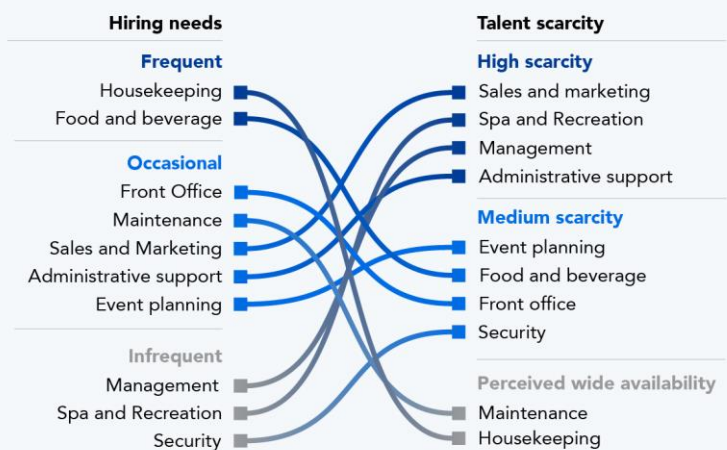 Hiring needs
Frequent
Housekeeping
Food and beverage
Occasional
Front Office
Maintenance
Sales and Marketing
Administrative support
Event planning
Infrequent
Management
Spa and Recreation
Security
Talent scarcity
High scarcity
Sales and marketing
Spa and Recreation
Management
Administrative support
Medium scarcity
Event planning
Food and beverage
Front office
Security
Perceived wide availability
Maintenance
Housekeeping